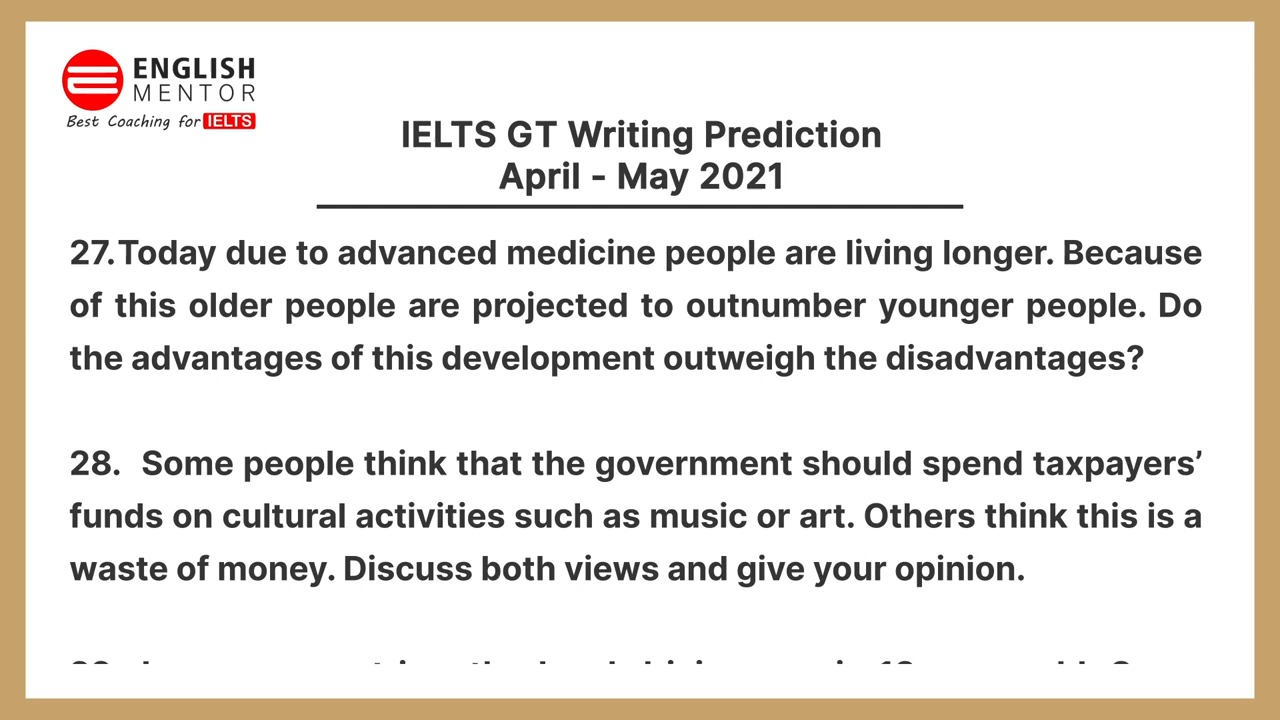 ENGLISH
MENTOR
Best Coaching for IELTS
IELTS GT Writing Prediction
April - May 2021
27.Today due to advanced medicine people are living longer. Because
of this older people are projected to outnumber younger people. Do
the advantages of this development outweigh the disadvantages?
28. Some people think that the government should spend taxpayers’
funds on cultural activities such as music or art. Others think this is a
waste of money. Discuss both views and give your opinion.